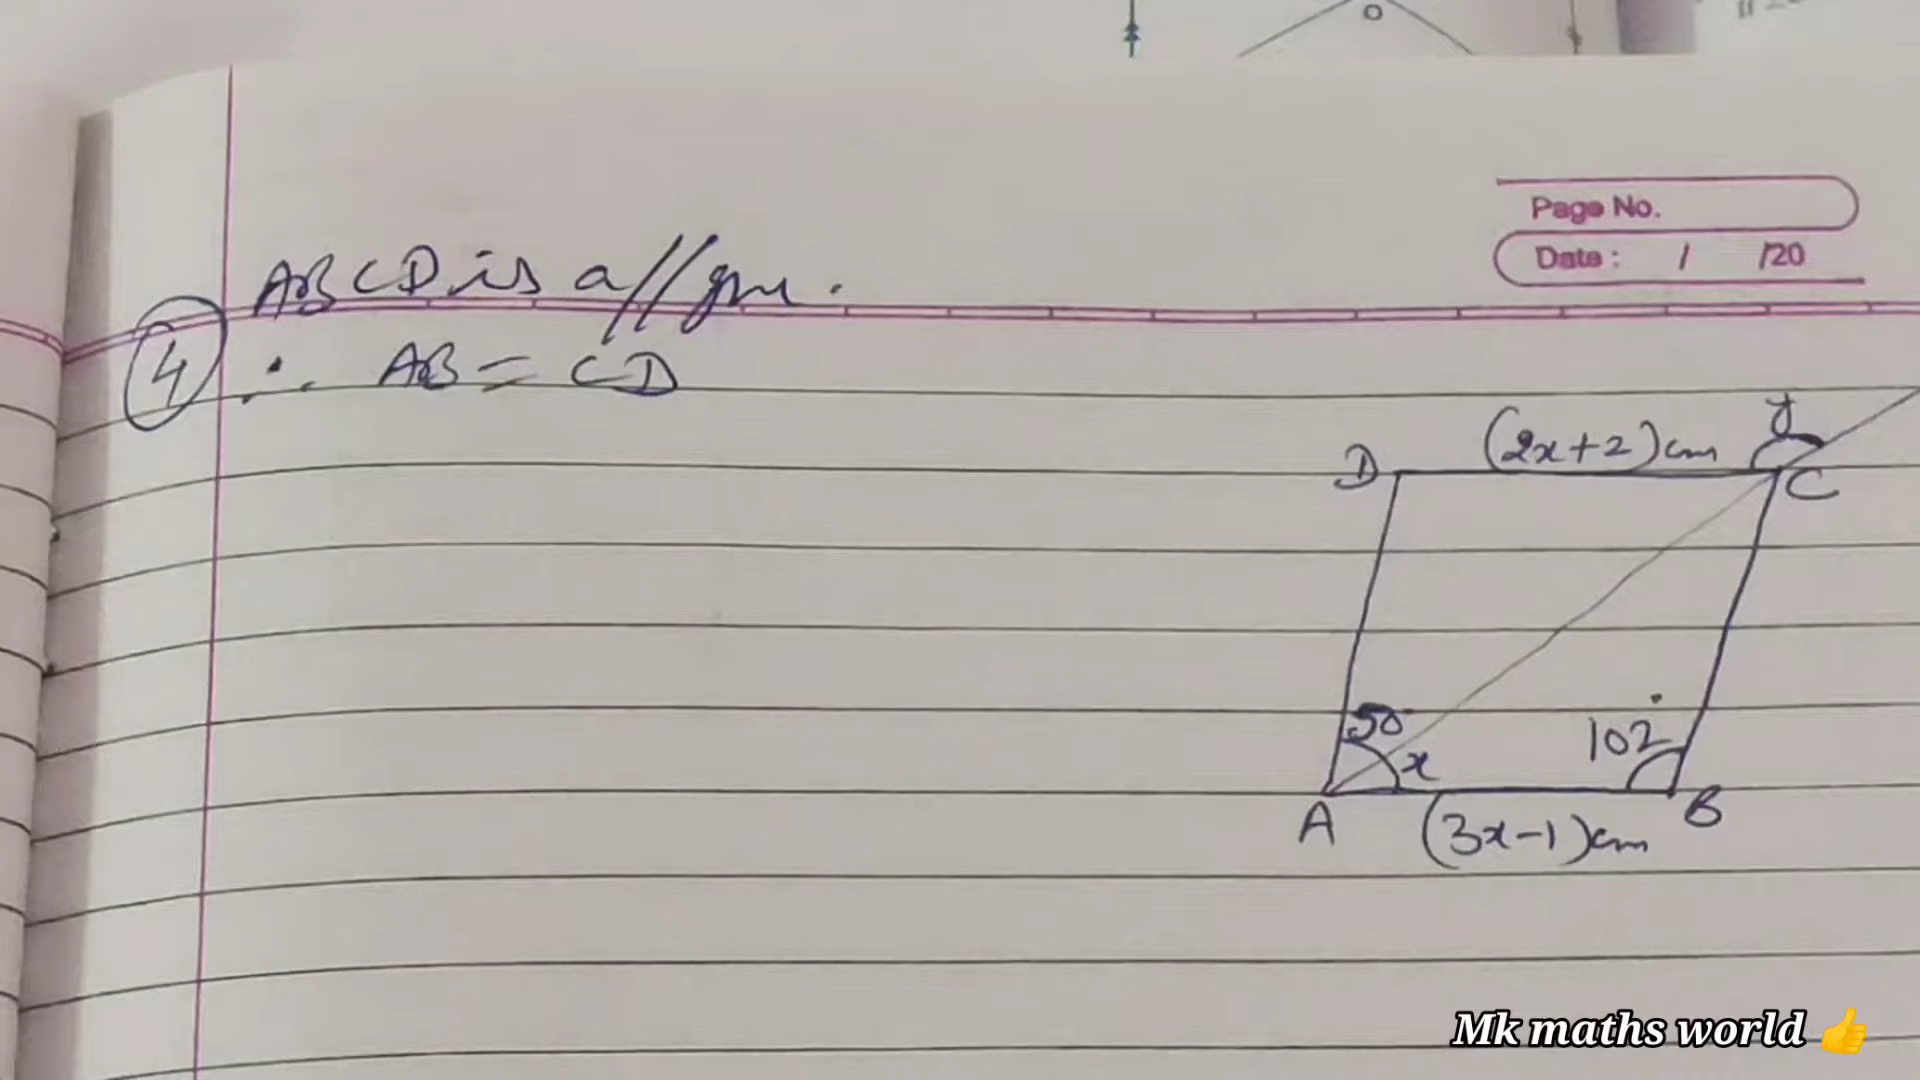 O
Page No.
Date : / /20
ABCD is a //gm.
4 ∴ AB = CD
y
(2x+2)cm
D C
50°
x 102°
A B
(3x-1)cm
Mk maths world 👍